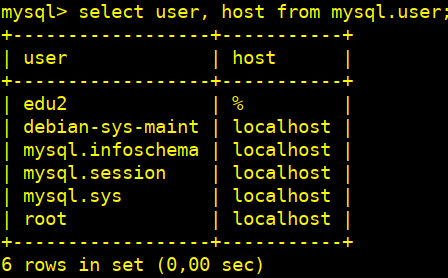 mysql> select user, host from mysql.user;
+------------------+-----------+
| user             | host      |
+------------------+-----------+
| edu2             | %         |
| debian-sys-maint | localhost |
| mysql.infoschema | localhost |
| mysql.session    | localhost |
| mysql.sys        | localhost |
| root             | localhost |
+------------------+-----------+
6 rows in set (0,00 sec)